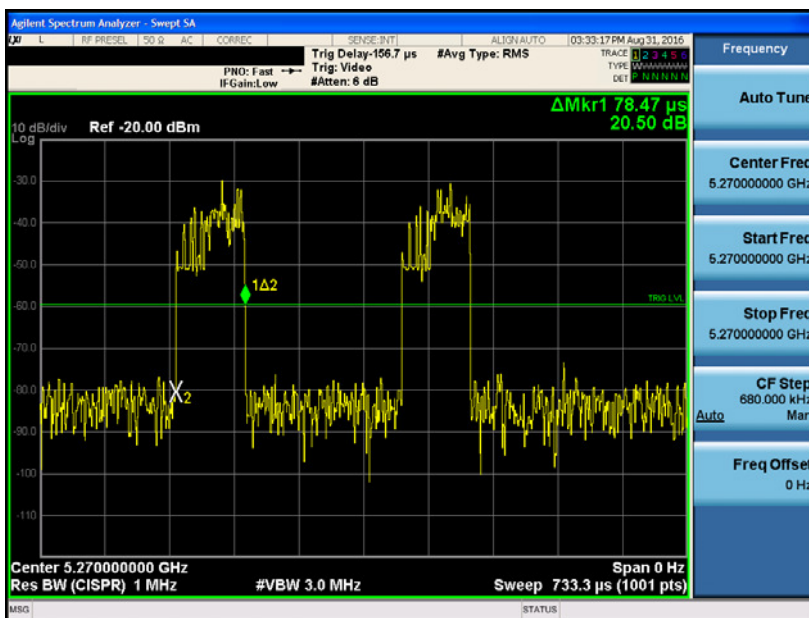 Agilent Spectrum Analyzer - Swept SA
LXI L RF PRESEL 50 Ω AC CORREC SENSE:INT ALIGN AUTO 03:33:17 PM Aug 31, 2016
Trig Delay-156.7 µs #Avg Type: RMS TRACE 1 2 3 4 5 6
PNO: Fast Trig: Video TYPE W
IFGain:Low #Atten: 6 dB DET P N N N N N
ΔMkr1 78.47 µs
20.50 dB
10 dB/div Ref -20.00 dBm
Log
-30.0
-40.0
-50.0
1Δ2
TRIG LVL
-60.0
-70.0
-80.0
2
-90.0
-100
-110
Center 5.270000000 GHz Span 0 Hz
Res BW (CISPR) 1 MHz #VBW 3.0 MHz Sweep 733.3 µs (1001 pts)
MSG STATUS
Frequency
Auto Tune
Center Freq
5.270000000 GHz
Start Freq
5.270000000 GHz
Stop Freq
5.270000000 GHz
CF Step
680.000 kHz
Auto Man
Freq Offset
0 Hz